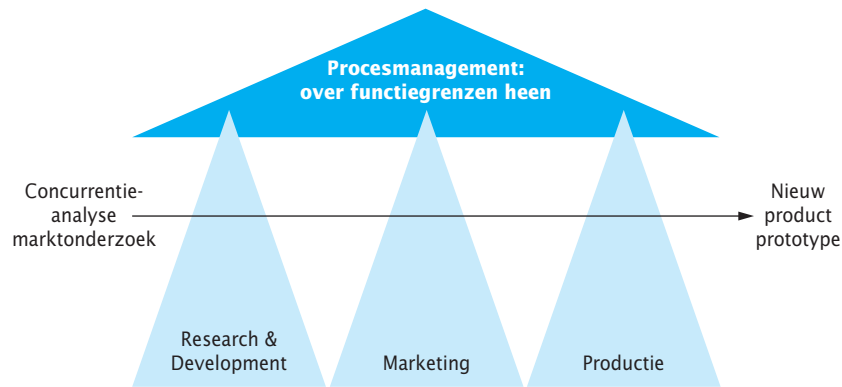 Procesmanagement:
over functiegrenzen heen
Concurrentie-
analyse
marktonderzoek
Nieuw
product
prototype
Research &
Development
Marketing
Productie